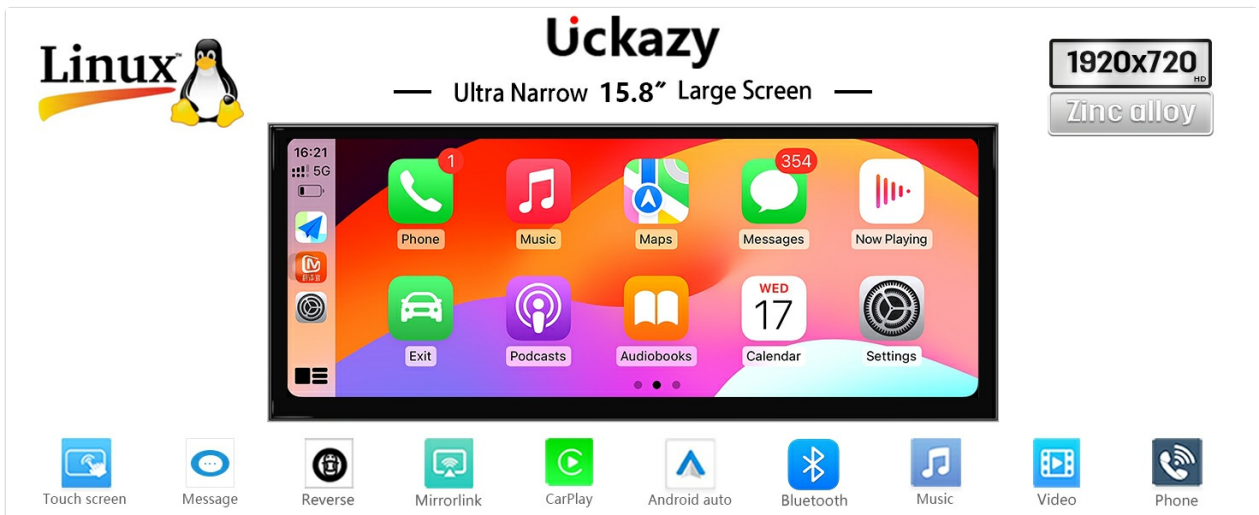 Linux™
Uckazy
Ultra Narrow 15.8″ Large Screen
1920x720
HD
Zinc alloy
16:21
5G
1
354
Phone
Music
Maps
Messages
Now Playing
WED
17
Exit
Podcasts
Audiobooks
Calendar
Settings
Touch screen
Message
Reverse
Mirrorlink
CarPlay
Android auto
Bluetooth
Music
Video
Phone